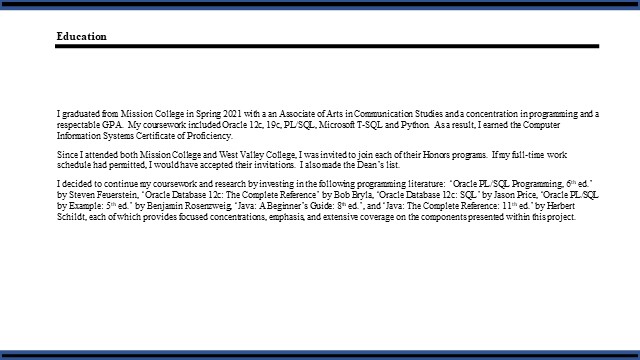 Education
I graduated from Mission College in Spring 2021 with a an Associate of Arts in Communication Studies and a concentration in programming and a
respectable GPA. My coursework included Oracle 12c, 19c, PL/SQL, Microsoft T-SQL and Python. As a result, I earned the Computer
Information Systems Certificate of Proficiency.
Since I attended both Mission College and West Valley College, I was invited to join each of their Honors programs. If my full-time work
schedule had permitted, I would have accepted their invitations. I also made the Dean's list.
I decided to continue my coursework and research by investing in the following programming literature: "Oracle PL/SQL Programming, 6th ed."
by Steven Feuerstein, "Oracle Database 12c: The Complete Reference" by Bob Bryla, "Oracle Database 12c: SQL" by Jason Price, "Oracle PL/SQL
by Example: 5th ed." by Benjamin Rosenzweig, "Java: A Beginner's Guide: 8th ed.", and "Java: The Complete Reference: 11th ed." by Herbert
Schildt, each of which provides focused concentrations, emphasis, and extensive coverage on the components presented within this project.